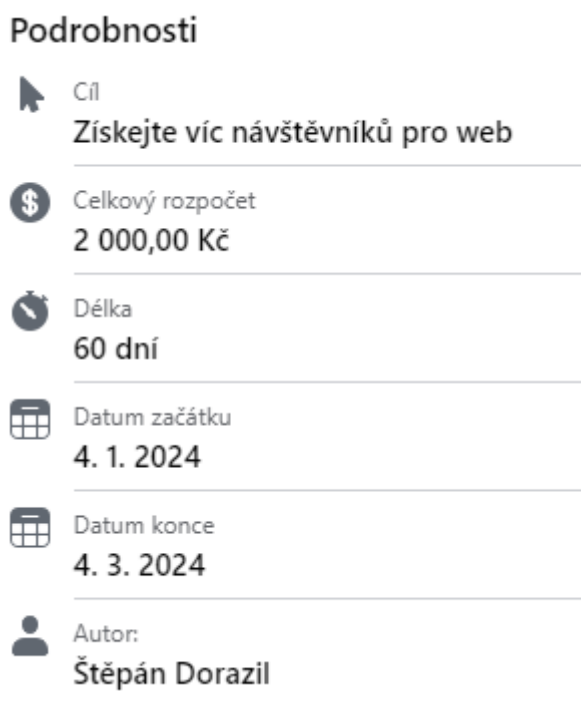 Podrobnosti
Cíl
Získejte víc návštěvníků pro web
Celkový rozpočet
2 000,00 Kč
Délka
60 dní
Datum začátku
4. 1. 2024
Datum konce
4. 3. 2024
Autor:
Štěpán Dorazil